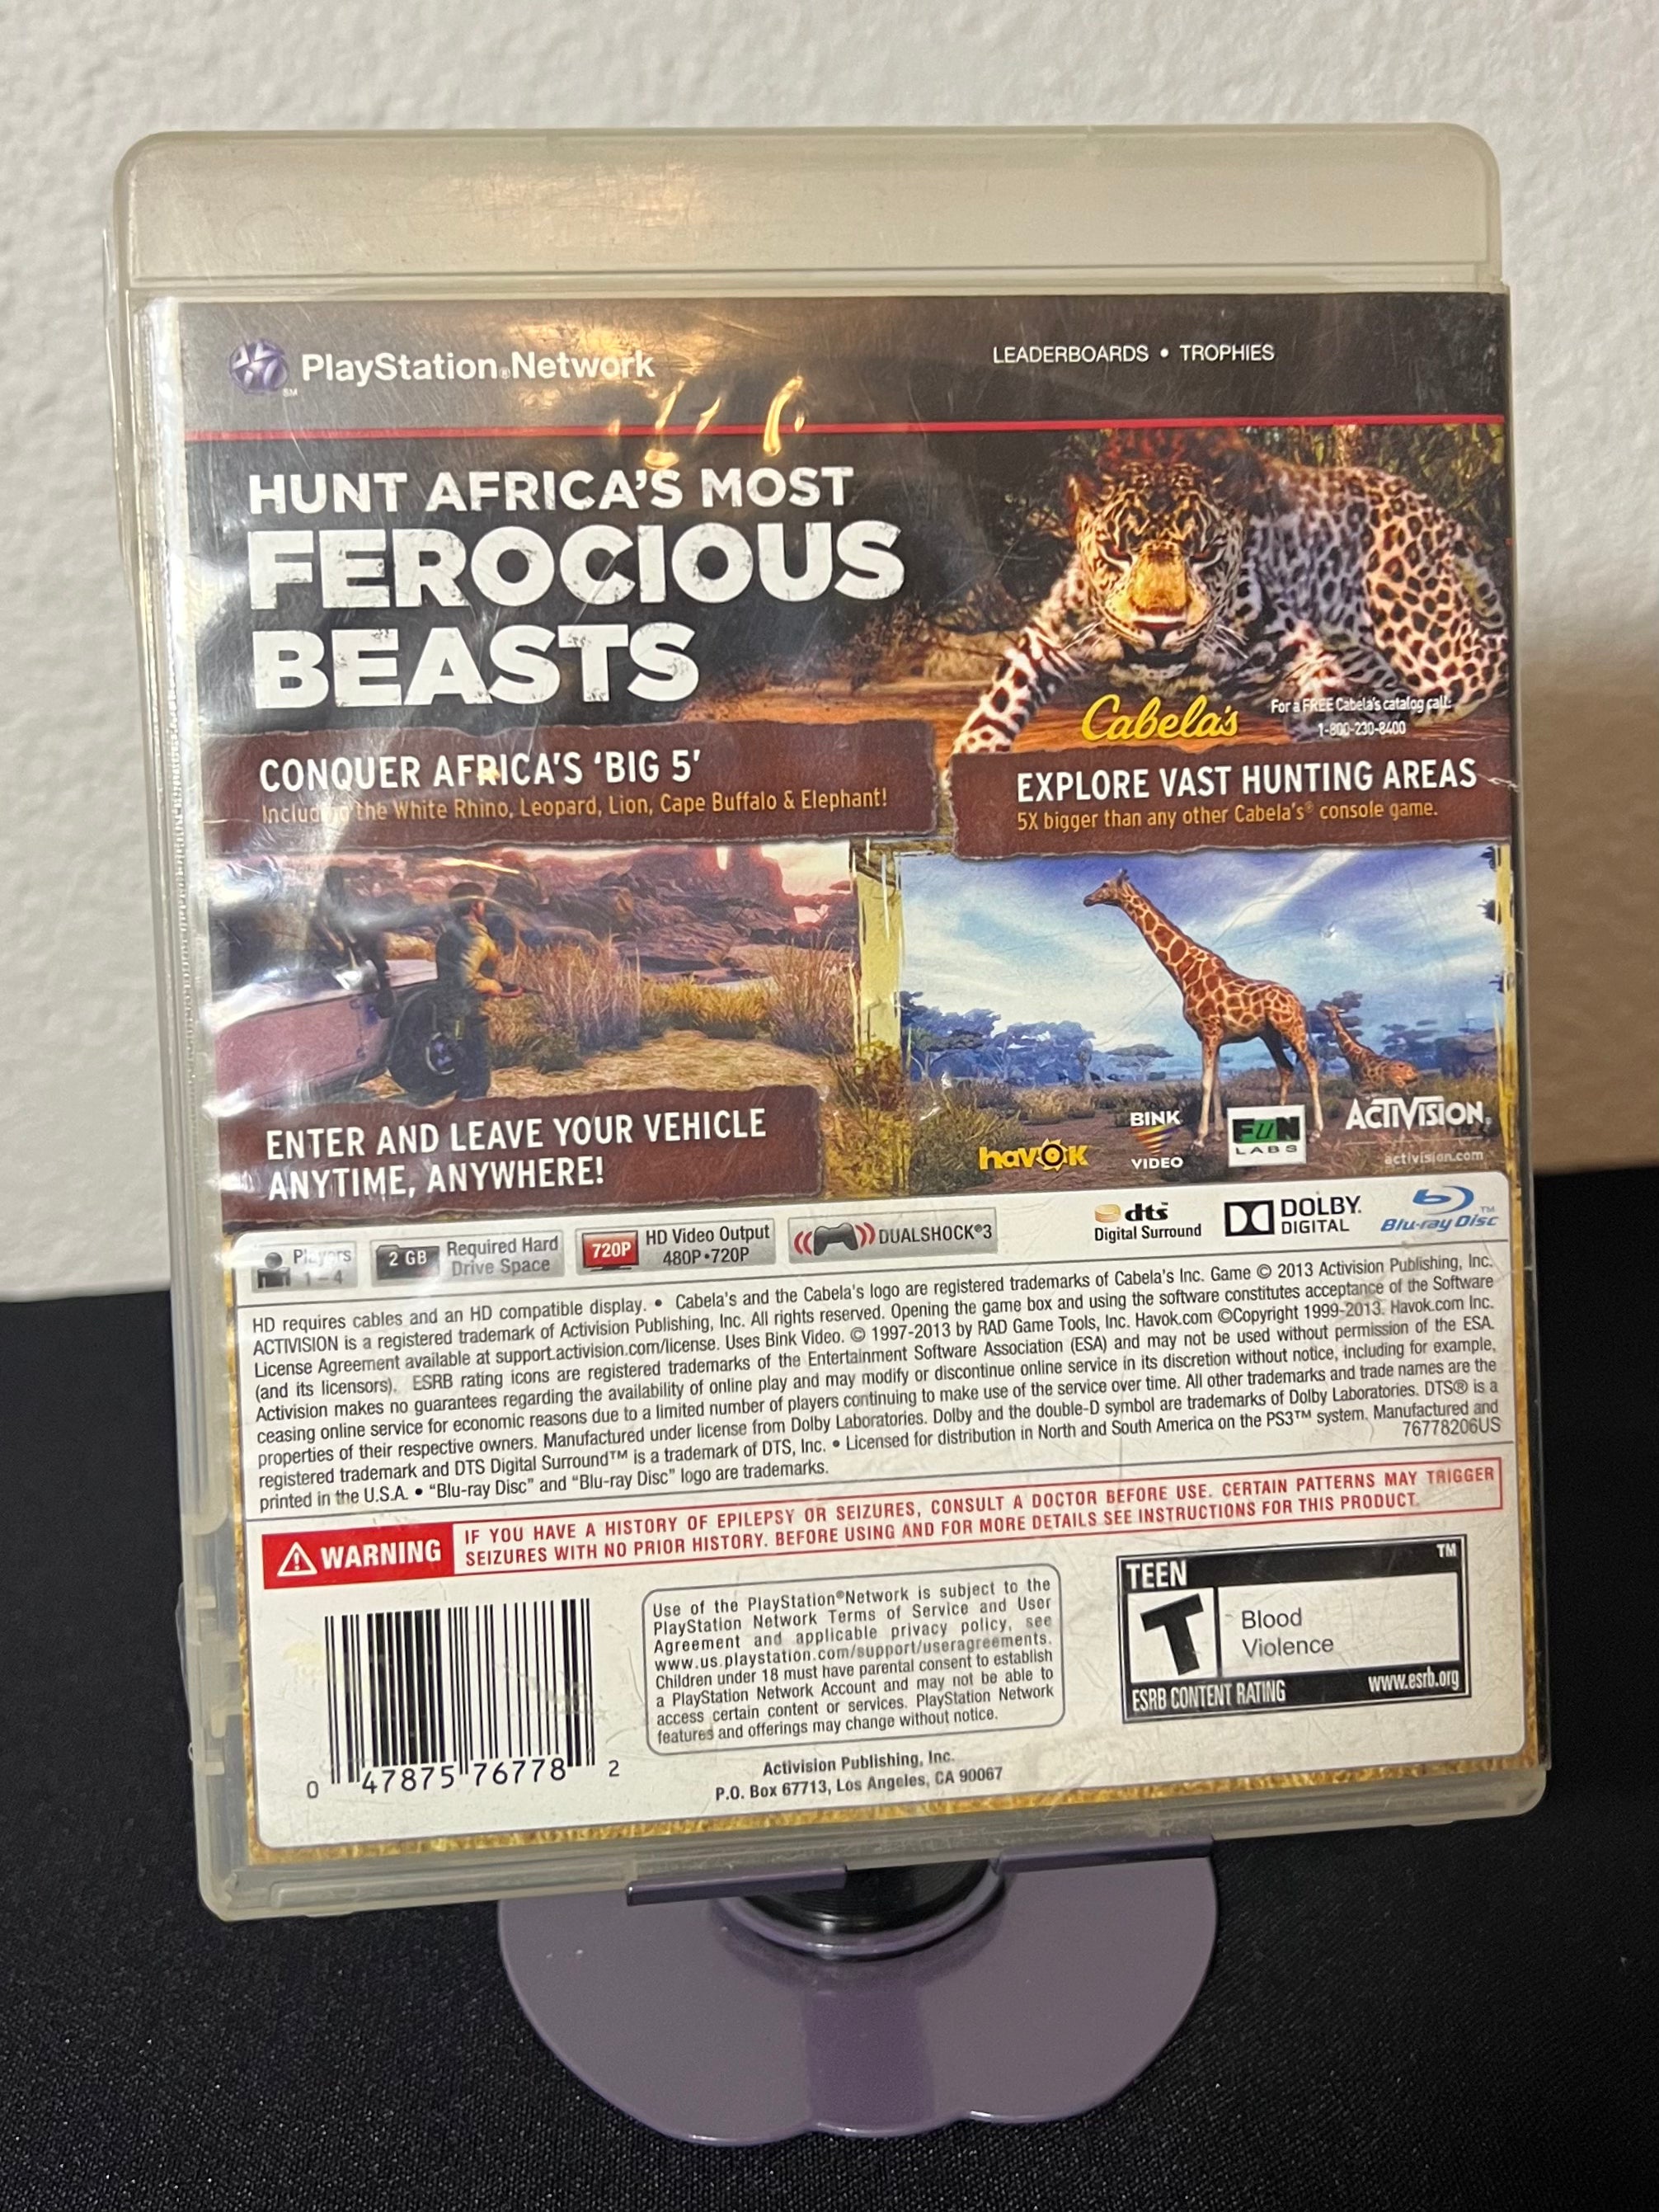 PlayStation®Network
SM
LEADERBOARDS • TROPHIES
HUNT AFRICA'S MOST
FEROCIOUS
BEASTS
Cabela's
For a FREE Cabela's catalog call:
1-800-230-8400
CONQUER AFRICA'S 'BIG 5'
Including the White Rhino, Leopard, Lion, Cape Buffalo & Elephant!
EXPLORE VAST HUNTING AREAS
5X bigger than any other Cabela's® console game.
ENTER AND LEAVE YOUR VEHICLE
ANYTIME, ANYWHERE!
havok
BINK
VIDEO
FUN
LABS
ACTIVISION®
activision.com
Players
1-4
2 GB
Required Hard
Drive Space
720P
HD Video Output
480P•720P
DUALSHOCK®3
dts™
Digital Surround
DOLBY®
DIGITAL
Blu-ray Disc™
HD requires cables and an HD compatible display. • Cabela's and the Cabela's logo are registered trademarks of Cabela's Inc. Game © 2013 Activision Publishing, Inc.
ACTIVISION is a registered trademark of Activision Publishing, Inc. All rights reserved. Opening the game box and using the software constitutes acceptance of the Software
License Agreement available at support.activision.com/license. Uses Bink Video. © 1997-2013 by RAD Game Tools, Inc. Havok.com ©Copyright 1999-2013. Havok.com Inc.
(and its licensors). ESRB rating icons are registered trademarks of the Entertainment Software Association (ESA) and may not be used without permission of the ESA.
Activision makes no guarantees regarding the availability of online play and may modify or discontinue online service in its discretion without notice, including for example,
ceasing online service for economic reasons due to a limited number of players continuing to make use of the service over time. All other trademarks and trade names are the
properties of their respective owners. Manufactured under license from Dolby Laboratories. Dolby and the double-D symbol are trademarks of Dolby Laboratories. DTS® is a
registered trademark and DTS Digital Surround™ is a trademark of DTS, Inc. • Licensed for distribution in North and South America on the PS3™ system. Manufactured and
printed in the U.S.A. • "Blu-ray Disc" and "Blu-ray Disc" logo are trademarks.
76778206US
WARNING
IF YOU HAVE A HISTORY OF EPILEPSY OR SEIZURES, CONSULT A DOCTOR BEFORE USE. CERTAIN PATTERNS MAY TRIGGER
SEIZURES WITH NO PRIOR HISTORY. BEFORE USING AND FOR MORE DETAILS SEE INSTRUCTIONS FOR THIS PRODUCT.
0 47875 76778 2
Use of the PlayStation®Network is subject to the
PlayStation Network Terms of Service and User
Agreement and applicable privacy policy, see
www.us.playstation.com/support/useragreements.
Children under 18 must have parental consent to establish
a PlayStation Network Account and may not be able to
access certain content or services. PlayStation Network
features and offerings may change without notice.
Activision Publishing, Inc.
P.O. Box 67713, Los Angeles, CA 90067
TEEN
TM
T
Blood
Violence
ESRB CONTENT RATING
www.esrb.org